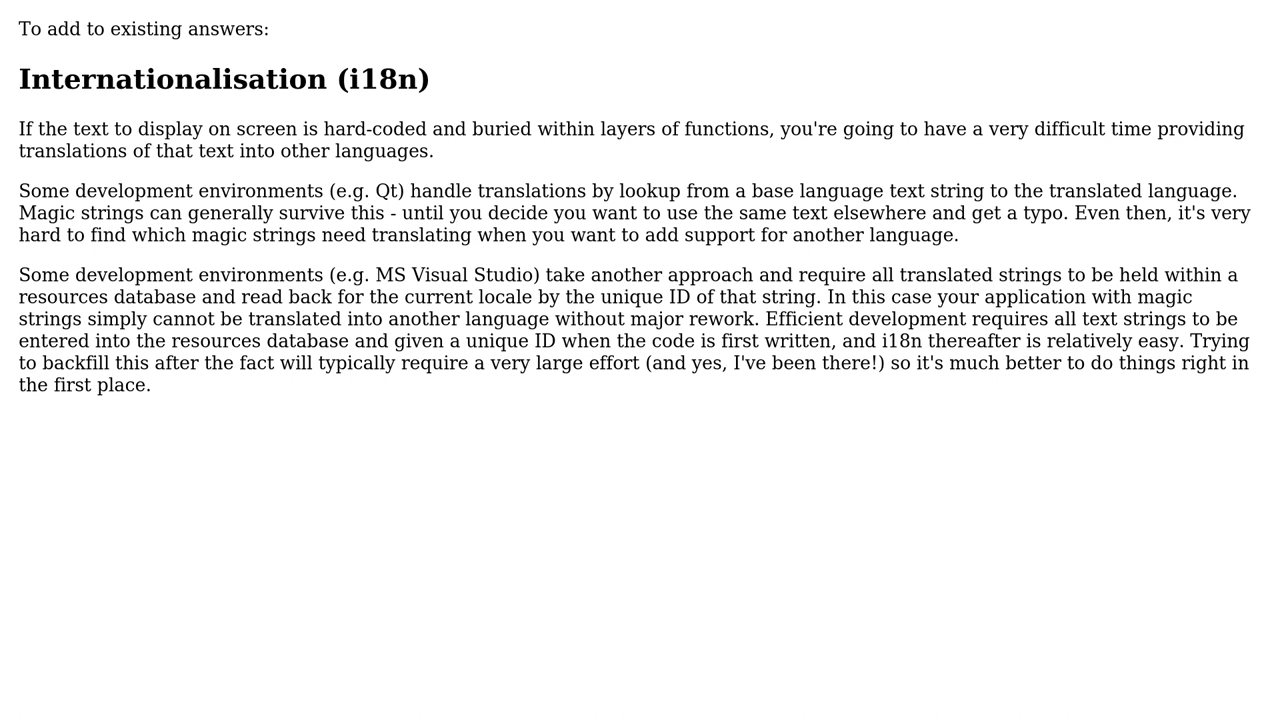 To add to existing answers:
Internationalisation (i18n)
If the text to display on screen is hard-coded and buried within layers of functions, you're going to have a very difficult time providing
translations of that text into other languages.
Some development environments (e.g. Qt) handle translations by lookup from a base language text string to the translated language.
Magic strings can generally survive this - until you decide you want to use the same text elsewhere and get a typo. Even then, it's very
hard to find which magic strings need translating when you want to add support for another language.
Some development environments (e.g. MS Visual Studio) take another approach and require all translated strings to be held within a
resources database and read back for the current locale by the unique ID of that string. In this case your application with magic
strings simply cannot be translated into another language without major rework. Efficient development requires all text strings to be
entered into the resources database and given a unique ID when the code is first written, and i18n thereafter is relatively easy. Trying
to backfill this after the fact will typically require a very large effort (and yes, I've been there!) so it's much better to do things right in
the first place.